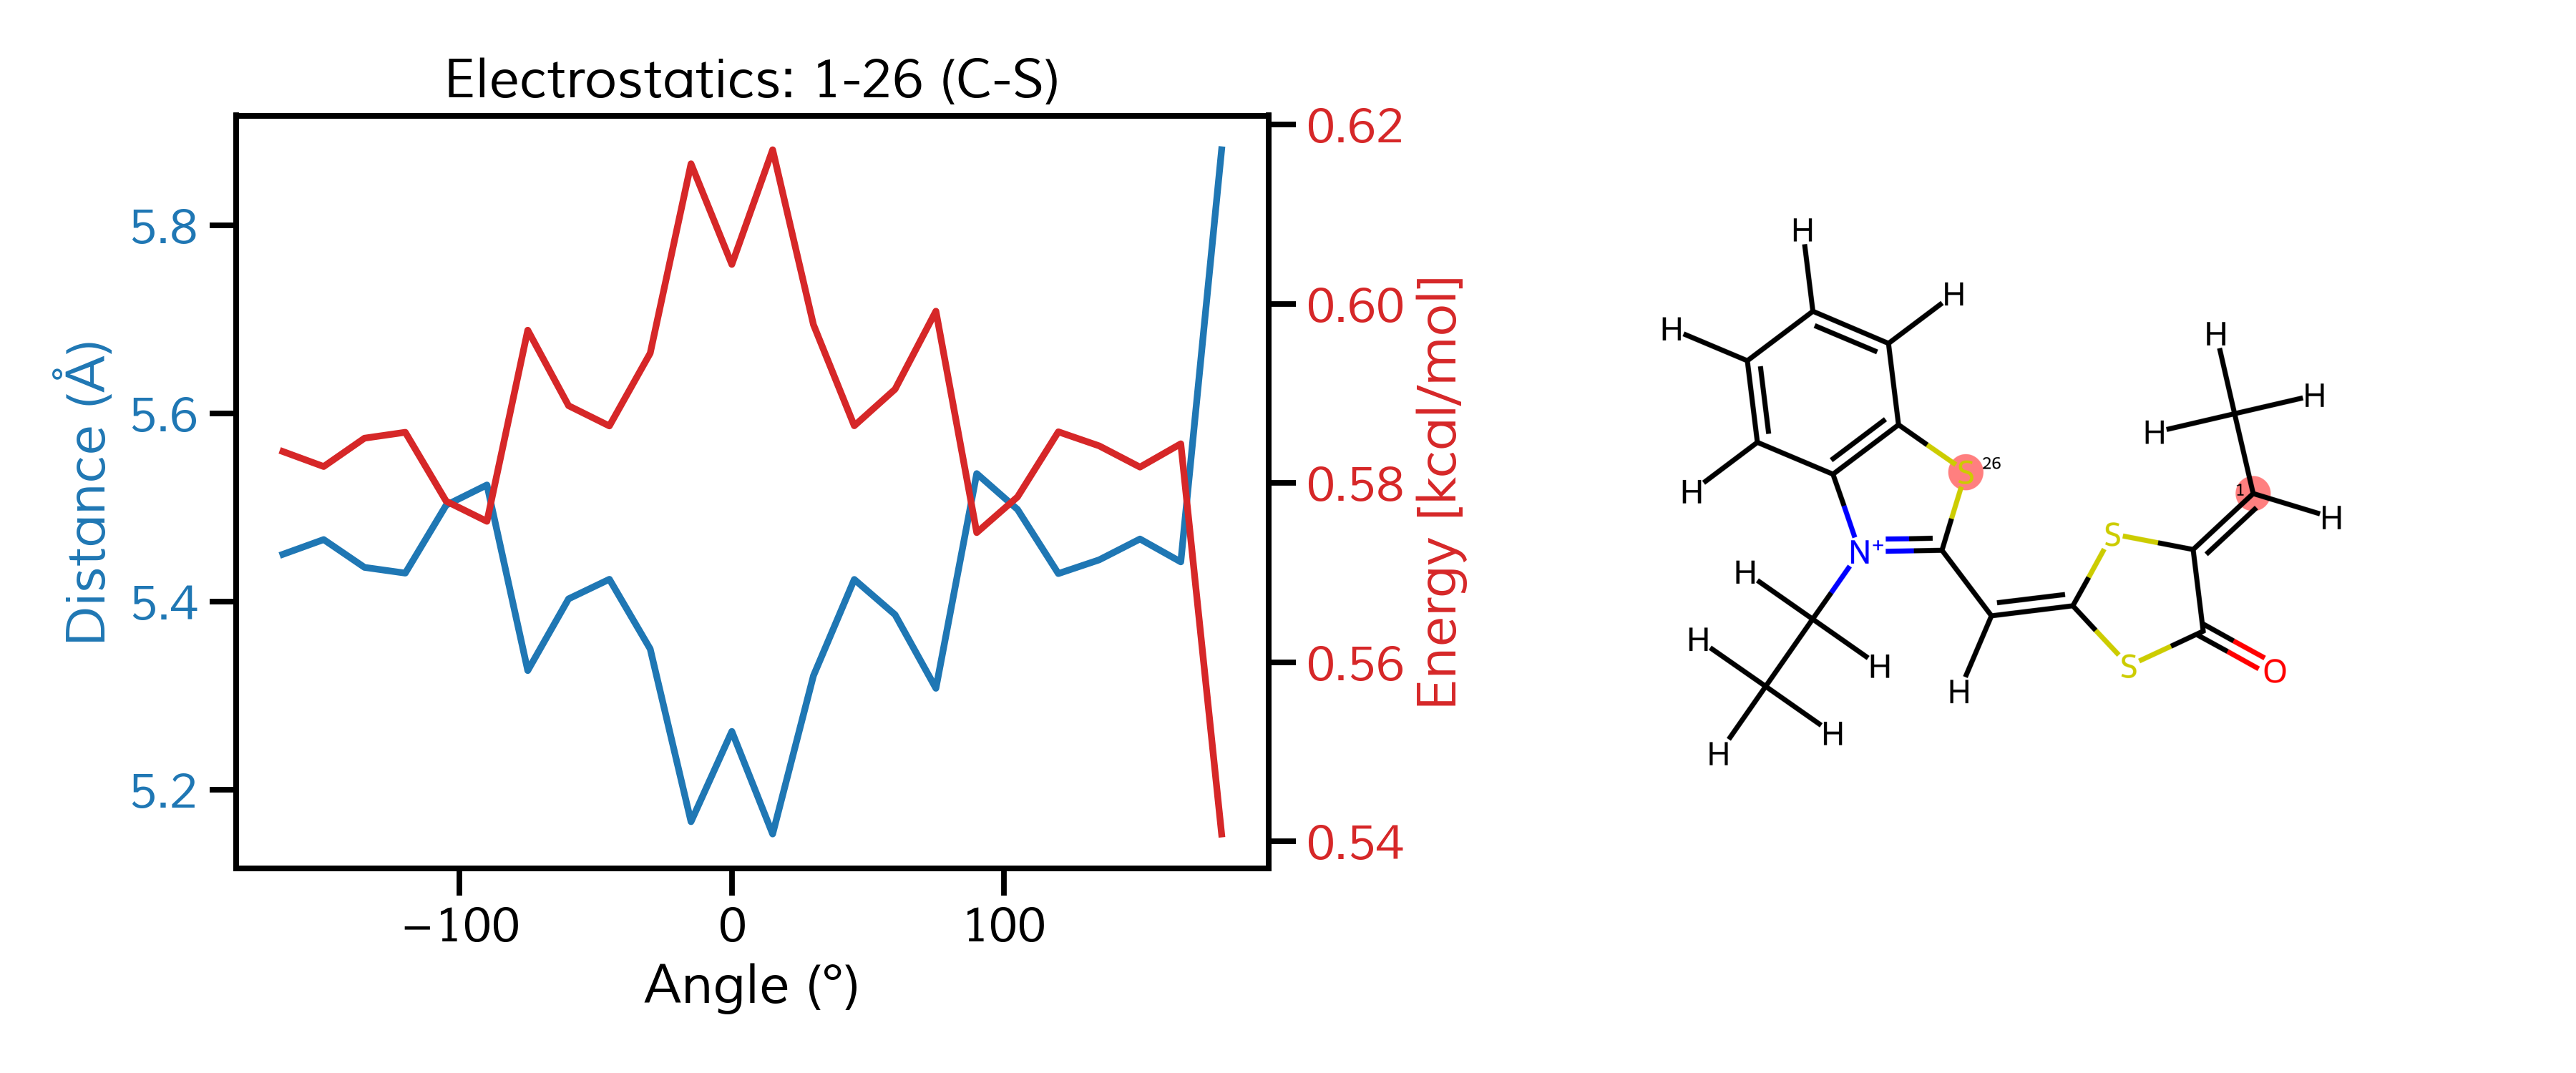 Electrostatics: 1-26 (C-S)
Distance (Å)
5.8
5.6
5.4
5.2
0.62
0.60
0.58
0.56
0.54
Energy [kcal/mol]
−100
0
100
Angle (°)
H
H
H
H
H
H
H
S 26
1
H
S
N+
H
H
H
S
O
H
H
H
H